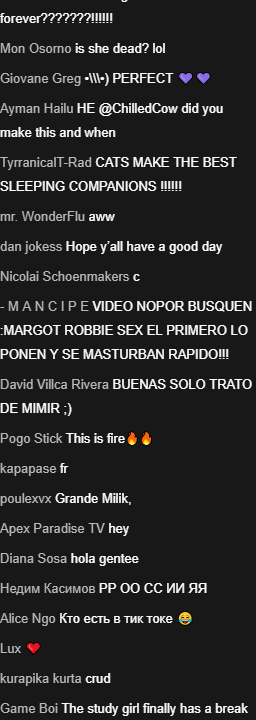 forever???????!!!!!!
Mon Osorno is she dead? lol
Giovane Greg •\\\•) PERFECT 💜💜
Ayman Hailu HE @ChilledCow did you
make this and when
TyrranicalT-Rad CATS MAKE THE BEST
SLEEPING COMPANIONS !!!!!!
mr. WonderFlu aww
dan jokess Hope y'all have a good day
Nicolai Schoenmakers c
- M A N C I P E VIDEO NOPOR BUSQUEN
:MARGOT ROBBIE SEX EL PRIMERO LO
PONEN Y SE MASTURBAN RAPIDO!!!
David Villca Rivera BUENAS SOLO TRATO
DE MIMIR ;)
Pogo Stick This is fire🔥🔥
kapapase fr
poulexvx Grande Milik,
Apex Paradise TV hey
Diana Sosa hola gentee
Недим Касимов РР ОО СС ИИ ЯЯ
Alice Ngo Кто есть в тик токе 😂
Lux ❤️
kurapika kurta crud
Game Boi The study girl finally has a break